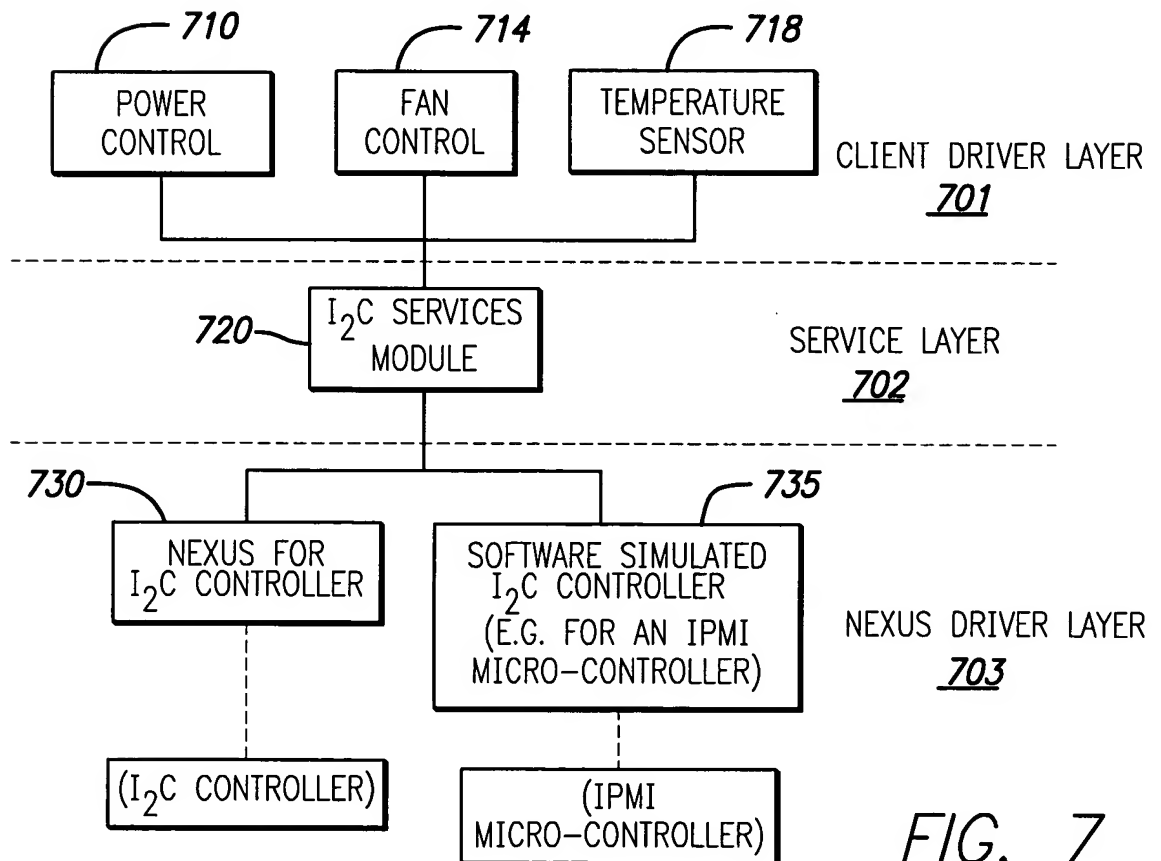 710
714
718
POWER
CONTROL
FAN
CONTROL
TEMPERATURE
SENSOR
CLIENT DRIVER LAYER
701
I₂C SERVICES
MODULE
720
SERVICE LAYER
702
730
735
NEXUS FOR
I₂C CONTROLLER
SOFTWARE SIMULATED
I₂C CONTROLLER
(E.G. FOR AN IPMI
MICRO-CONTROLLER)
NEXUS DRIVER LAYER
703
(I₂C CONTROLLER)
(IPMI
MICRO-CONTROLLER)
FIG. 7